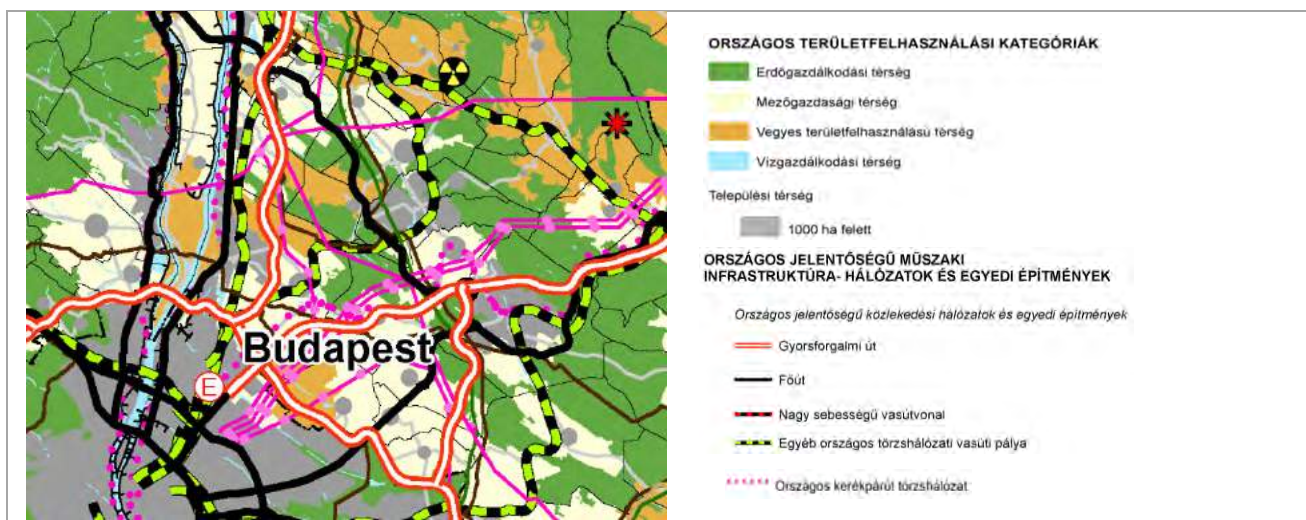 Budapest
E
ORSZÁGOS TERÜLETFELHASZNÁLÁSI KATEGÓRIÁK
Erdőgazdálkodási térség
Mezőgazdasági térség
Vegyes területfelhasználású térség
Vízgazdálkodási térség
Települési térség
1000 ha felett
ORSZÁGOS JELENTŐSÉGŰ MŰSZAKI
INFRASTRUKTÚRA- HÁLÓZATOK ÉS EGYEDI ÉPÍTMÉNYEK
Országos jelentőségű közlekedési hálózatok és egyedi építmények
Gyorsforgalmi út
Főút
Nagy sebességű vasútvonal
Egyéb országos törzshálózati vasúti pálya
Országos kerékpárút törzshálózat